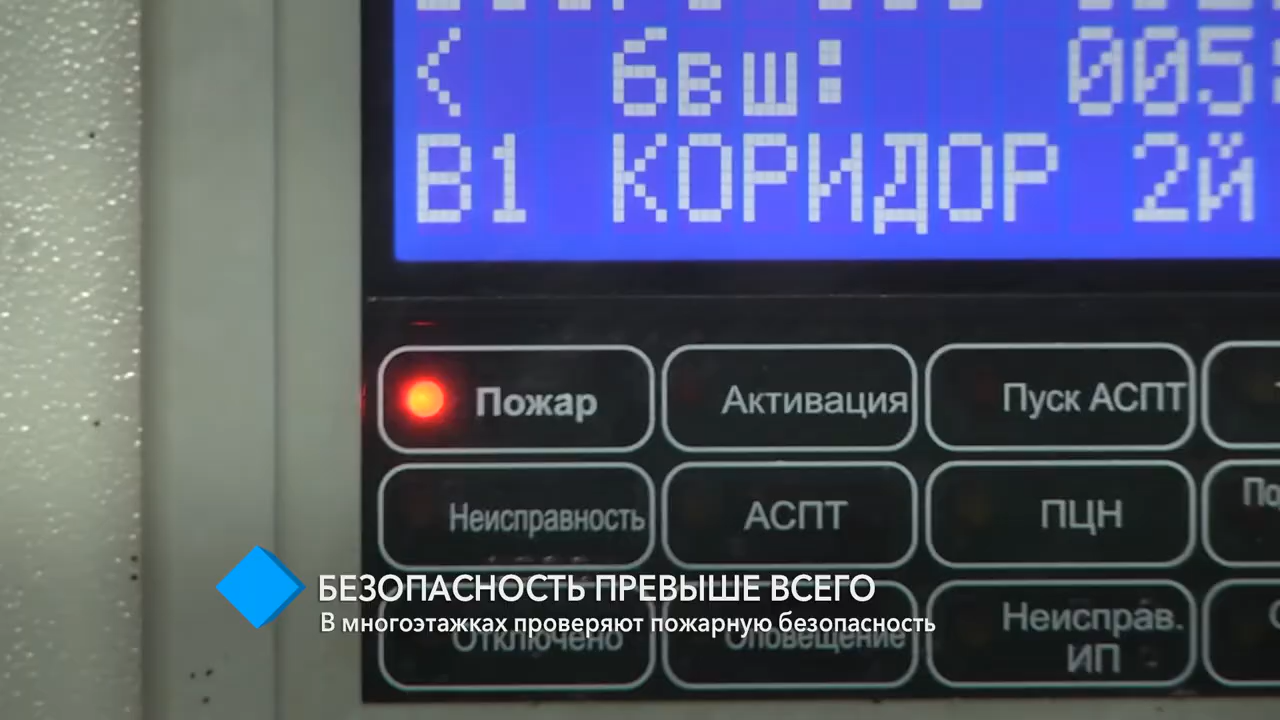 < 6вш: 005
В1 КОРИДОР 2й
Пожар Активация Пуск АСПТ
Неисправность АСПТ ПЦН
БЕЗОПАСНОСТЬ ПРЕВЫШЕ ВСЕГО
В многоэтажках проверяют пожарную безопасность
Отключено Оповещение Неисправ.
ИП